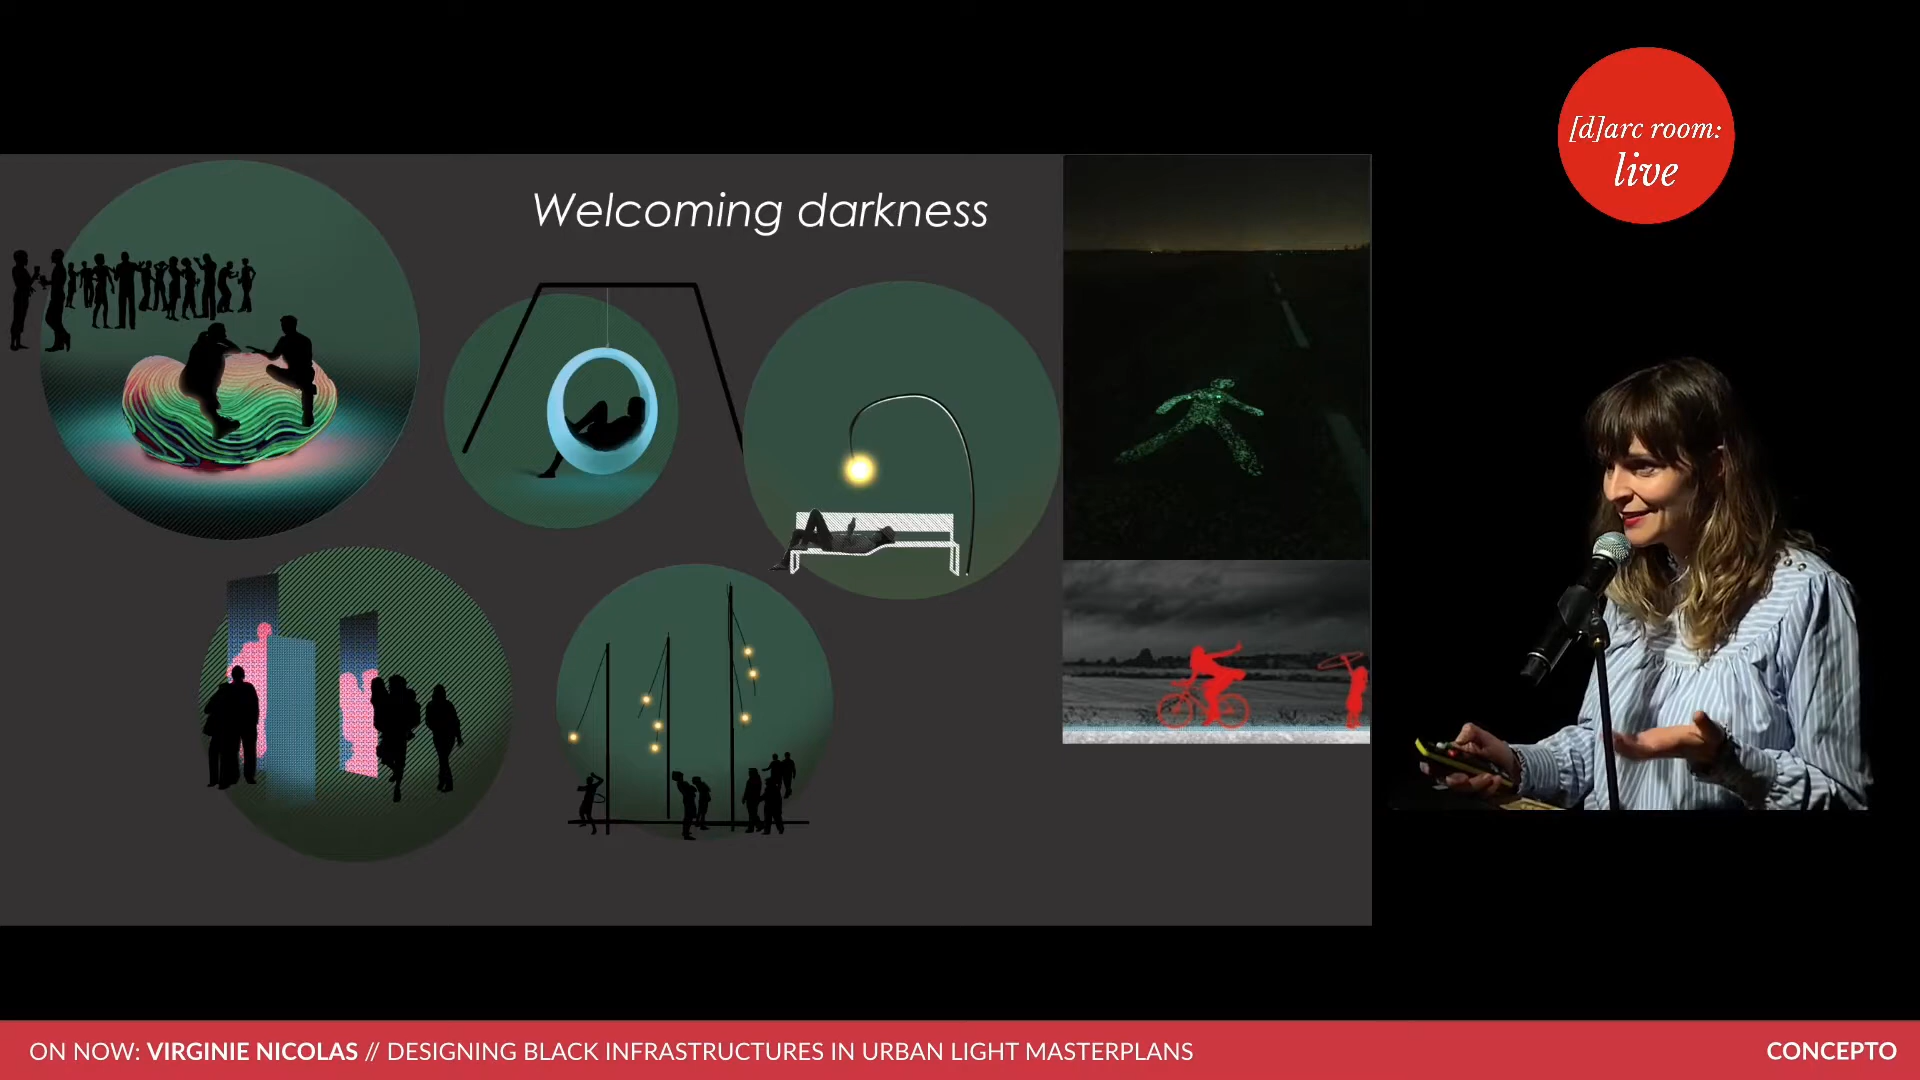 [d]arc room:
live
Welcoming darkness
ON NOW: VIRGINIE NICOLAS // DESIGNING BLACK INFRASTRUCTURES IN URBAN LIGHT MASTERPLANS
CONCEPTO